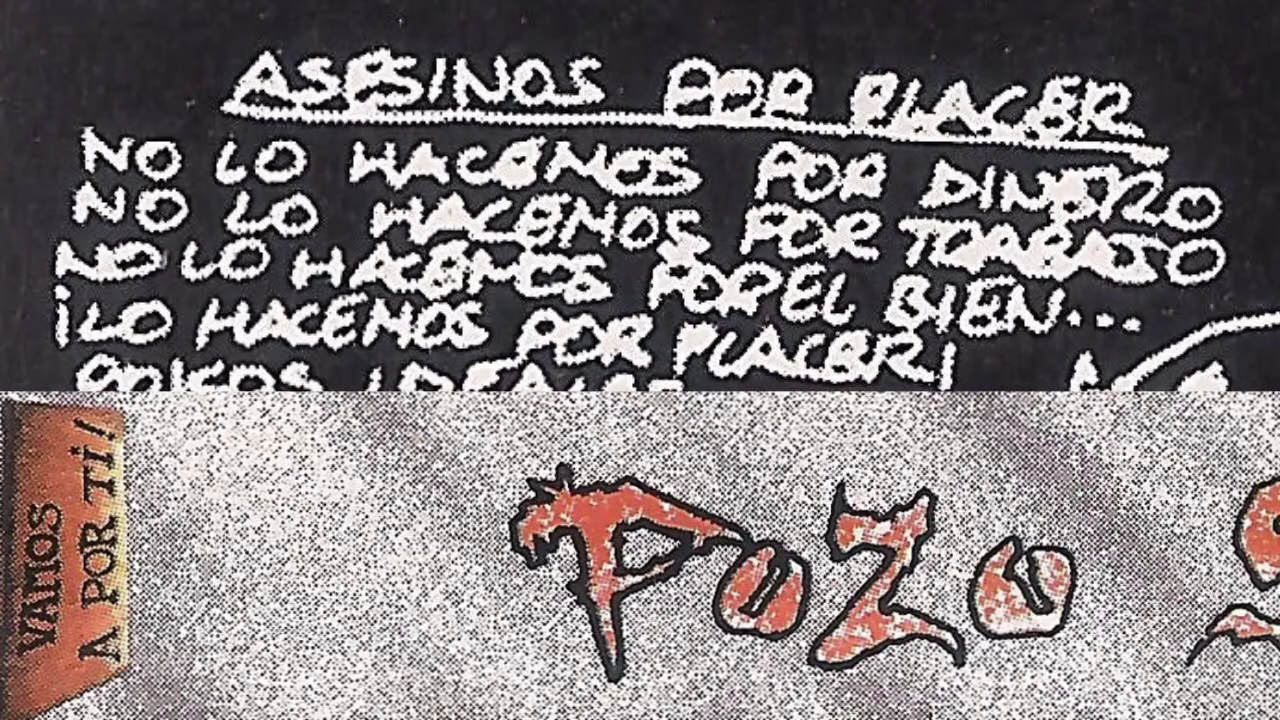 ASESINOS POR PLACER
NO LO HACEMOS POR DINERO
NO LO HACEMOS POR TRABAJO
NO LO HACEMOS POR EL BIEN...
¡LO HACEMOS POR PLACER!
VAMOS
A POR TI!
POZO